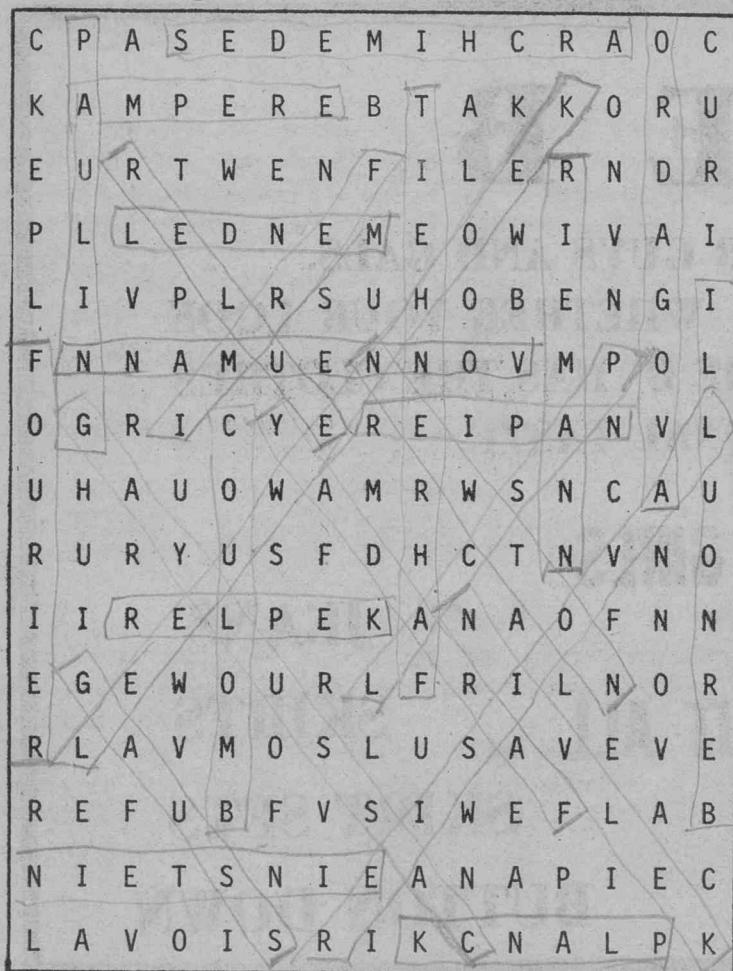 C P A S E D E M I H C R A O C
K A M P E R E B T A K K O R U
E U R T W E N F I L E R N D R
P L L E D N E M E O W I V A I
L I V P L R S U H O B E N G I
F N N A M U E N N O V M P O L
O G R I C Y E R E I P A N V L
U H A U O W A M R W S N C A U
R U R Y U S F D H C T N V N O
I I R E L P E K A N A O F N N
E G E W O U R L F R I L N O R
R L A V M O S L U S A V E V E
R E F U B F V S I W E F L A B
N I E T S N I E A N A P I E C
L A V O I S R I K C N A L P K